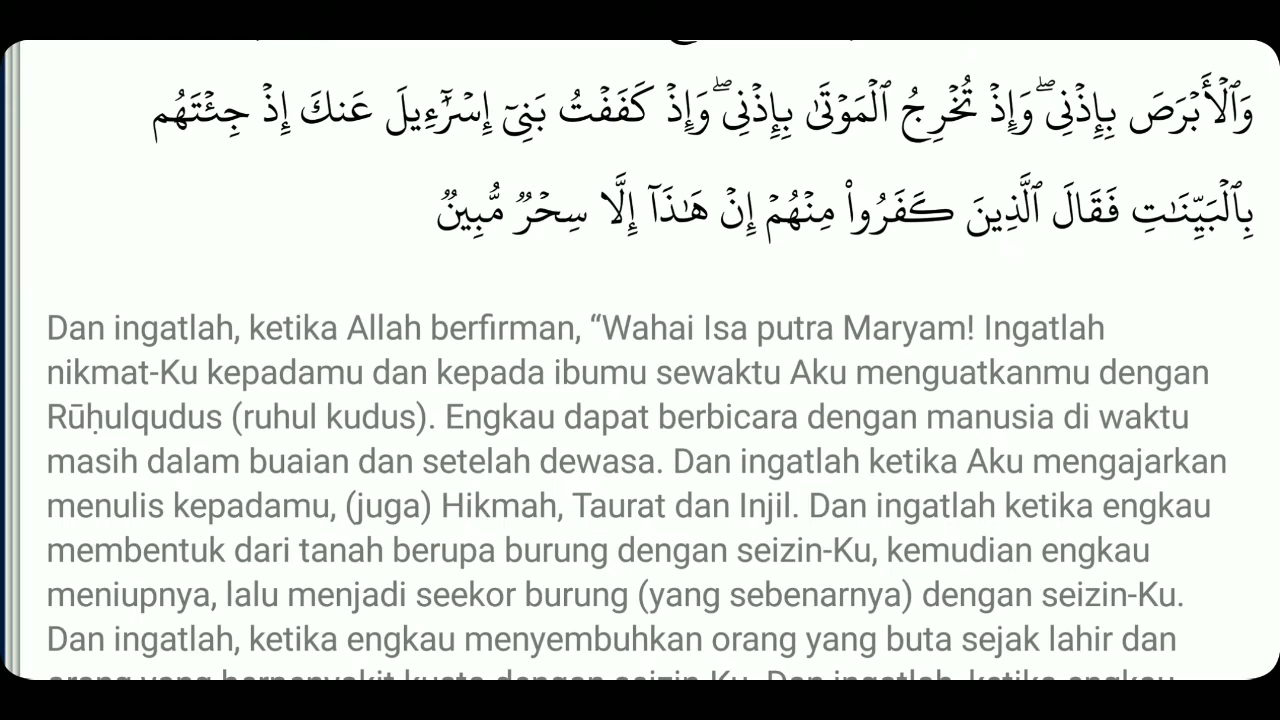 وَٱلۡأَبۡرَصَ بِإِذۡنِيۖ وَإِذۡ تُخۡرِجُ ٱلۡمَوۡتَىٰ بِإِذۡنِيۖ وَإِذۡ كَفَفۡتُ بَنِيٓ إِسۡرَٰٓءِيلَ عَنكَ إِذۡ جِئۡتَهُم
بِٱلۡبَيِّنَٰتِ فَقَالَ ٱلَّذِينَ كَفَرُواْ مِنۡهُمۡ إِنۡ هَٰذَآ إِلَّا سِحۡرٞ مُّبِينٞ
Dan ingatlah, ketika Allah berfirman, “Wahai Isa putra Maryam! Ingatlah
nikmat-Ku kepadamu dan kepada ibumu sewaktu Aku menguatkanmu dengan
Rūḥulqudus (ruhul kudus). Engkau dapat berbicara dengan manusia di waktu
masih dalam buaian dan setelah dewasa. Dan ingatlah ketika Aku mengajarkan
menulis kepadamu, (juga) Hikmah, Taurat dan Injil. Dan ingatlah ketika engkau
membentuk dari tanah berupa burung dengan seizin-Ku, kemudian engkau
meniupnya, lalu menjadi seekor burung (yang sebenarnya) dengan seizin-Ku.
Dan ingatlah, ketika engkau menyembuhkan orang yang buta sejak lahir dan